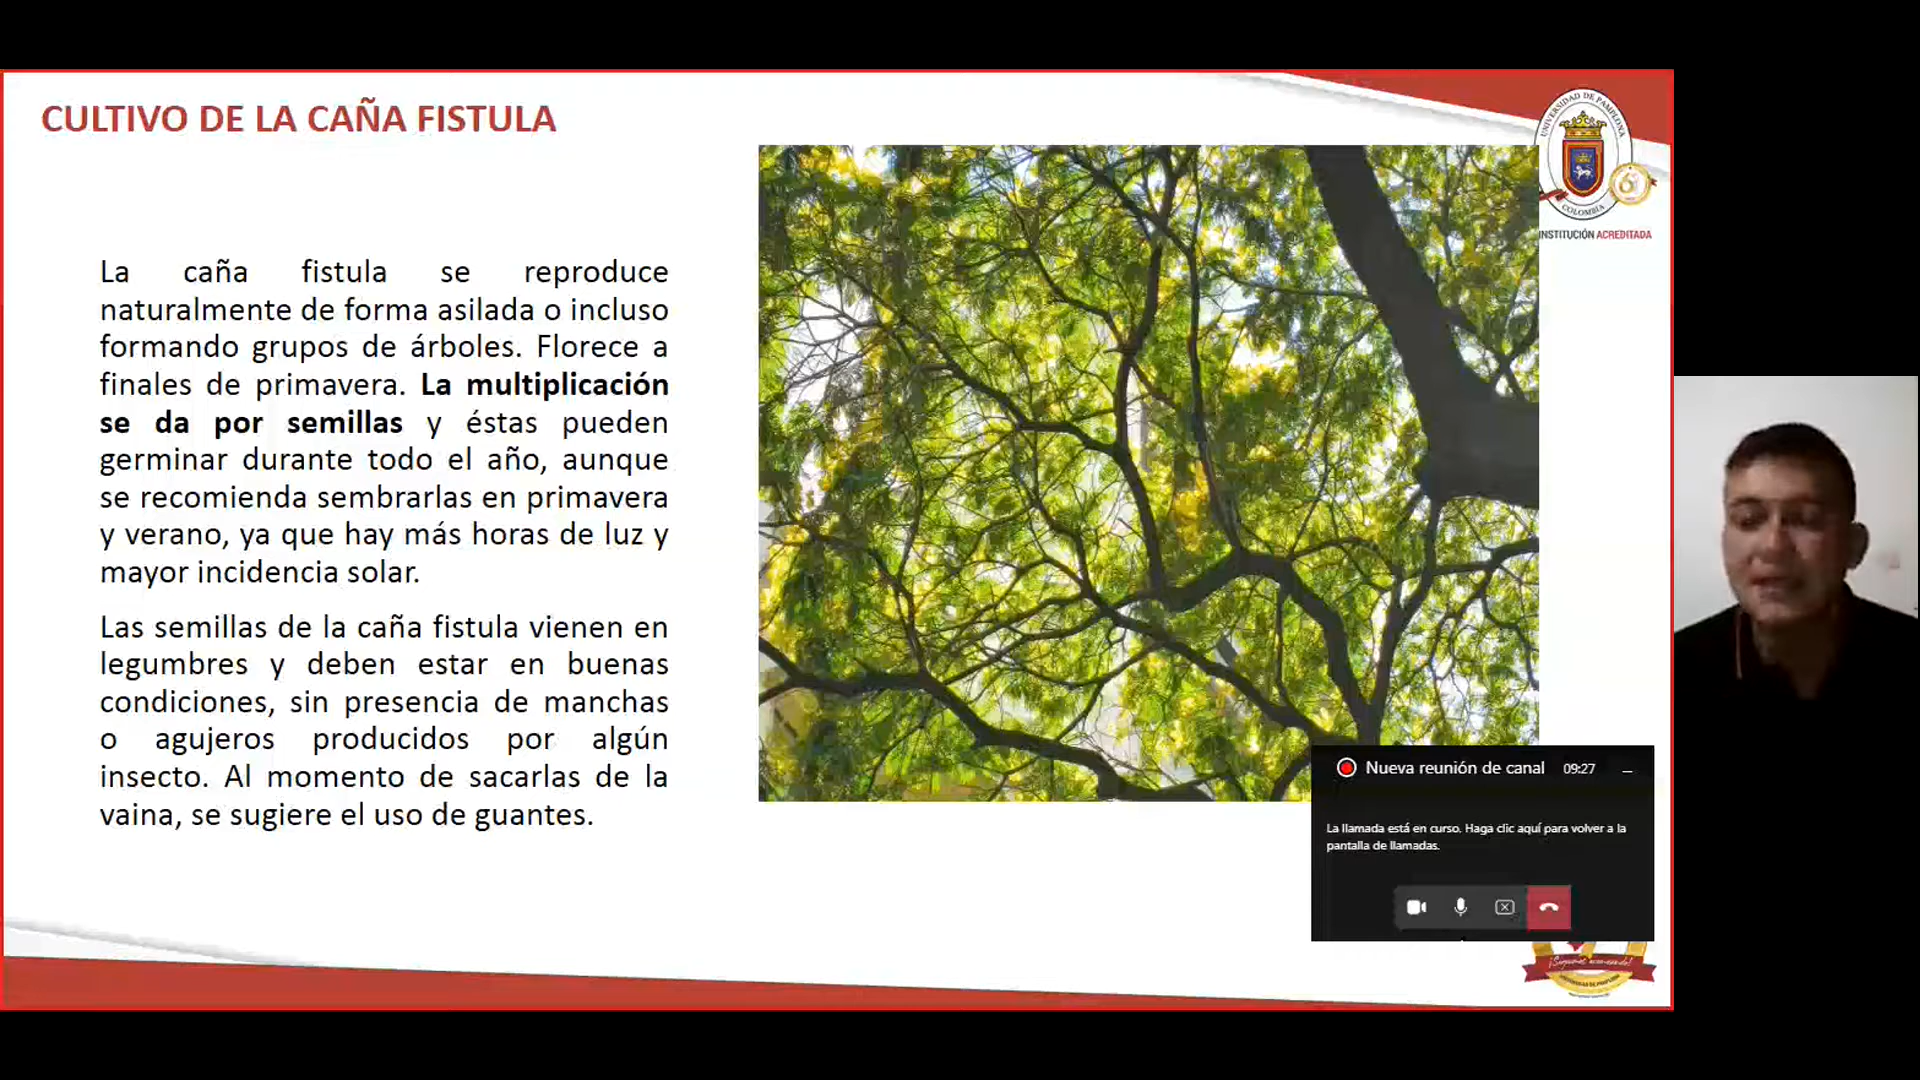 CULTIVO DE LA CAÑA FISTULA
UNIVERSIDAD DE PAMPLONA
COLOMBIA
INSTITUCIÓN ACREDITADA
La caña fistula se reproduce
naturalmente de forma asilada o incluso
formando grupos de árboles. Florece a
finales de primavera. La multiplicación
se da por semillas y éstas pueden
germinar durante todo el año, aunque
se recomienda sembrarlas en primavera
y verano, ya que hay más horas de luz y
mayor incidencia solar.
Las semillas de la caña fistula vienen en
legumbres y deben estar en buenas
condiciones, sin presencia de manchas
o agujeros producidos por algún
insecto. Al momento de sacarlas de la
vaina, se sugiere el uso de guantes.
Nueva reunión de canal 09:27
La llamada está en curso. Haga clic aquí para volver a la
pantalla de llamadas.